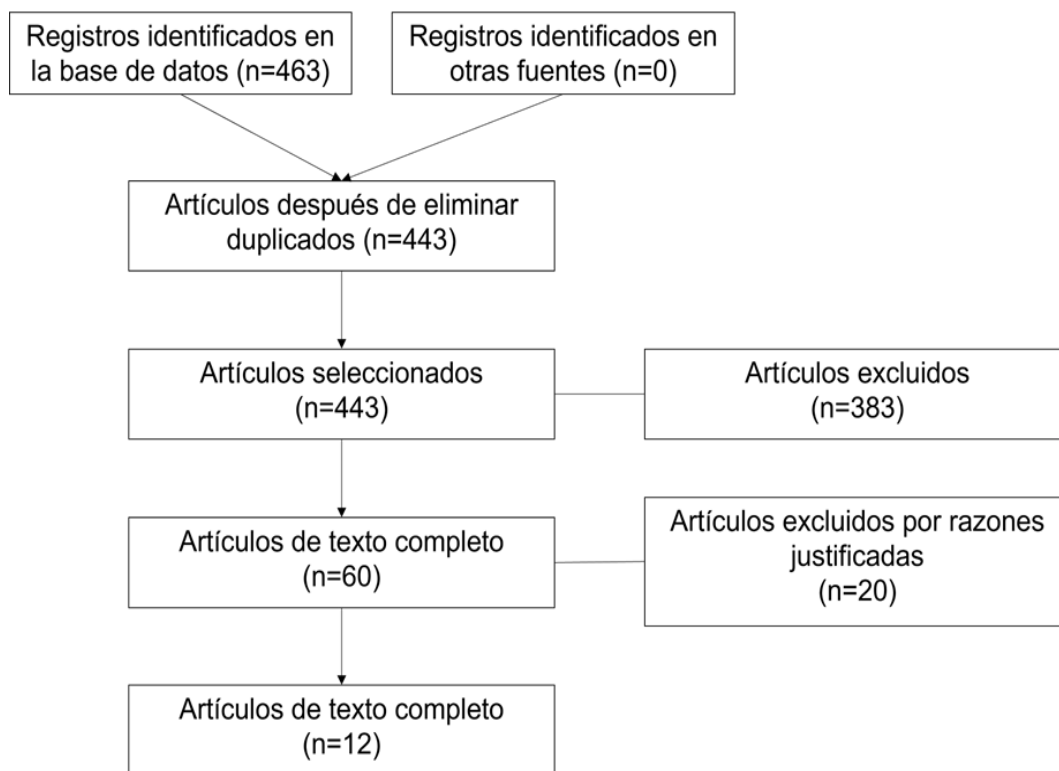 Registros identificados en
la base de datos (n=463)
Registros identificados en
otras fuentes (n=0)
Artículos después de eliminar
duplicados (n=443)
Artículos seleccionados
(n=443)
Artículos excluidos
(n=383)
Artículos de texto completo
(n=60)
Artículos excluidos por razones
justificadas
(n=20)
Artículos de texto completo
(n=12)